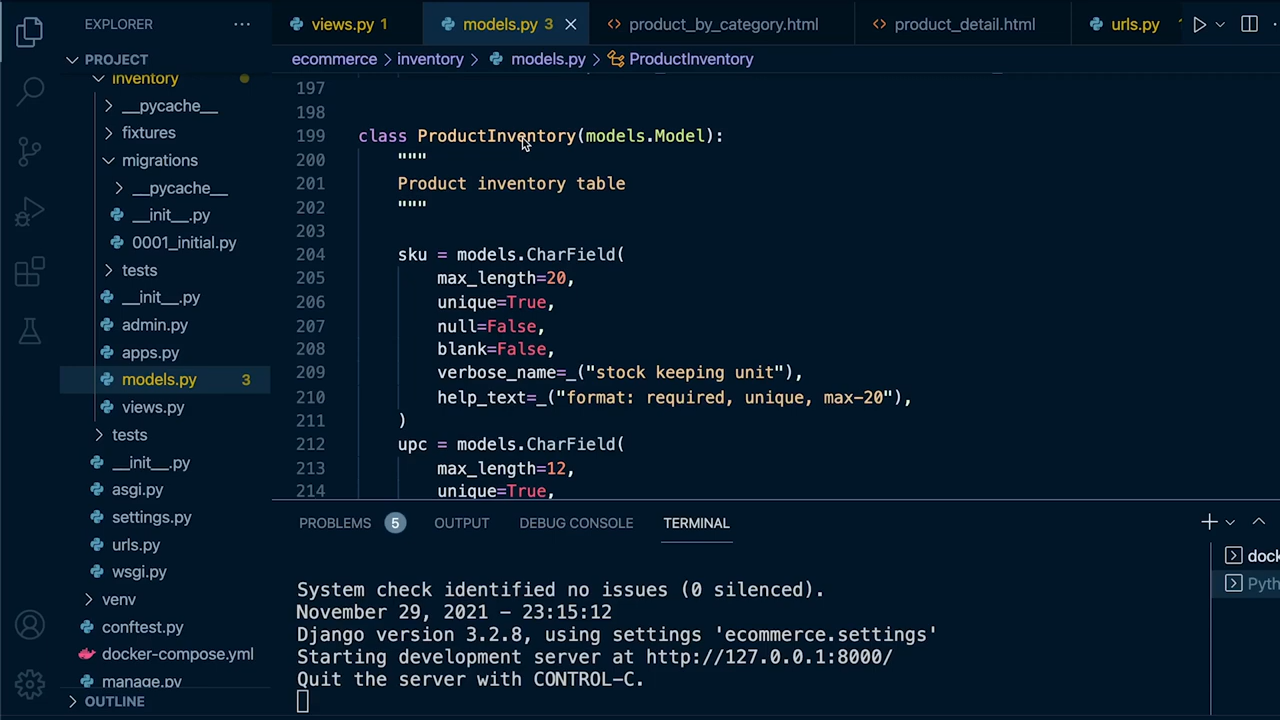 EXPLORER ···
views.py 1
models.py 3
product_by_category.html
product_detail.html
urls.py
PROJECT
ecommerce > inventory > models.py > ProductInventory
inventory
__pycache__
fixtures
migrations
__pycache__
__init__.py
0001_initial.py
tests
__init__.py
admin.py
apps.py
models.py 3
views.py
tests
__init__.py
asgi.py
settings.py
urls.py
wsgi.py
venv
conftest.py
docker-compose.yml
manage.py
OUTLINE
197
198
199 class ProductInventory(models.Model):
200 """
201 Product inventory table
202 """
203
204 sku = models.CharField(
205 max_length=20,
206 unique=True,
207 null=False,
208 blank=False,
209 verbose_name=_("stock keeping unit"),
210 help_text=_("format: required, unique, max-20"),
211 )
212 upc = models.CharField(
213 max_length=12,
214 unique=True,
PROBLEMS 5 OUTPUT DEBUG CONSOLE TERMINAL
System check identified no issues (0 silenced).
November 29, 2021 - 23:15:12
Django version 3.2.8, using settings 'ecommerce.settings'
Starting development server at http://127.0.0.1:8000/
Quit the server with CONTROL-C.
dock
Pyth